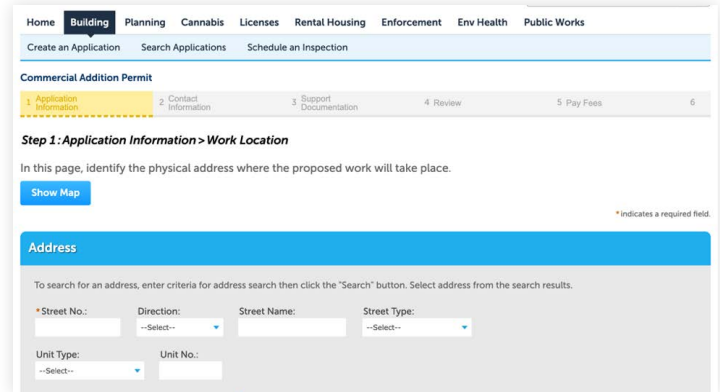 Home Building Planning Cannabis Licenses Rental Housing Enforcement Env Health Public Works
Create an Application Search Applications Schedule an Inspection
Commercial Addition Permit
1 Application Information 2 Contact Information 3 Support Documentation 4 Review 5 Pay Fees 6
Step 1: Application Information > Work Location
In this page, identify the physical address where the proposed work will take place.
Show Map
* indicates a required field.
Address
To search for an address, enter criteria for address search then click the "Search" button. Select address from the search results.
* Street No.: Direction: Street Name: Street Type:
--Select-- --Select--
Unit Type: Unit No.:
--Select--